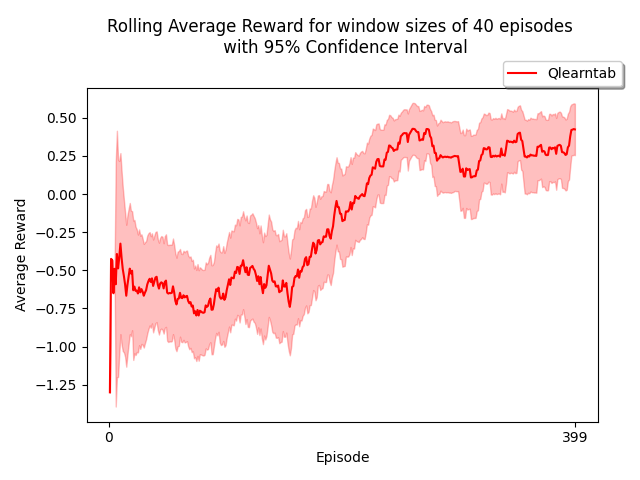 Rolling Average Reward for window sizes of 40 episodes
with 95% Confidence Interval
Qlearntab
0.50
0.25
0.00
−0.25
−0.50
−0.75
−1.00
−1.25
Average Reward
0 399
Episode